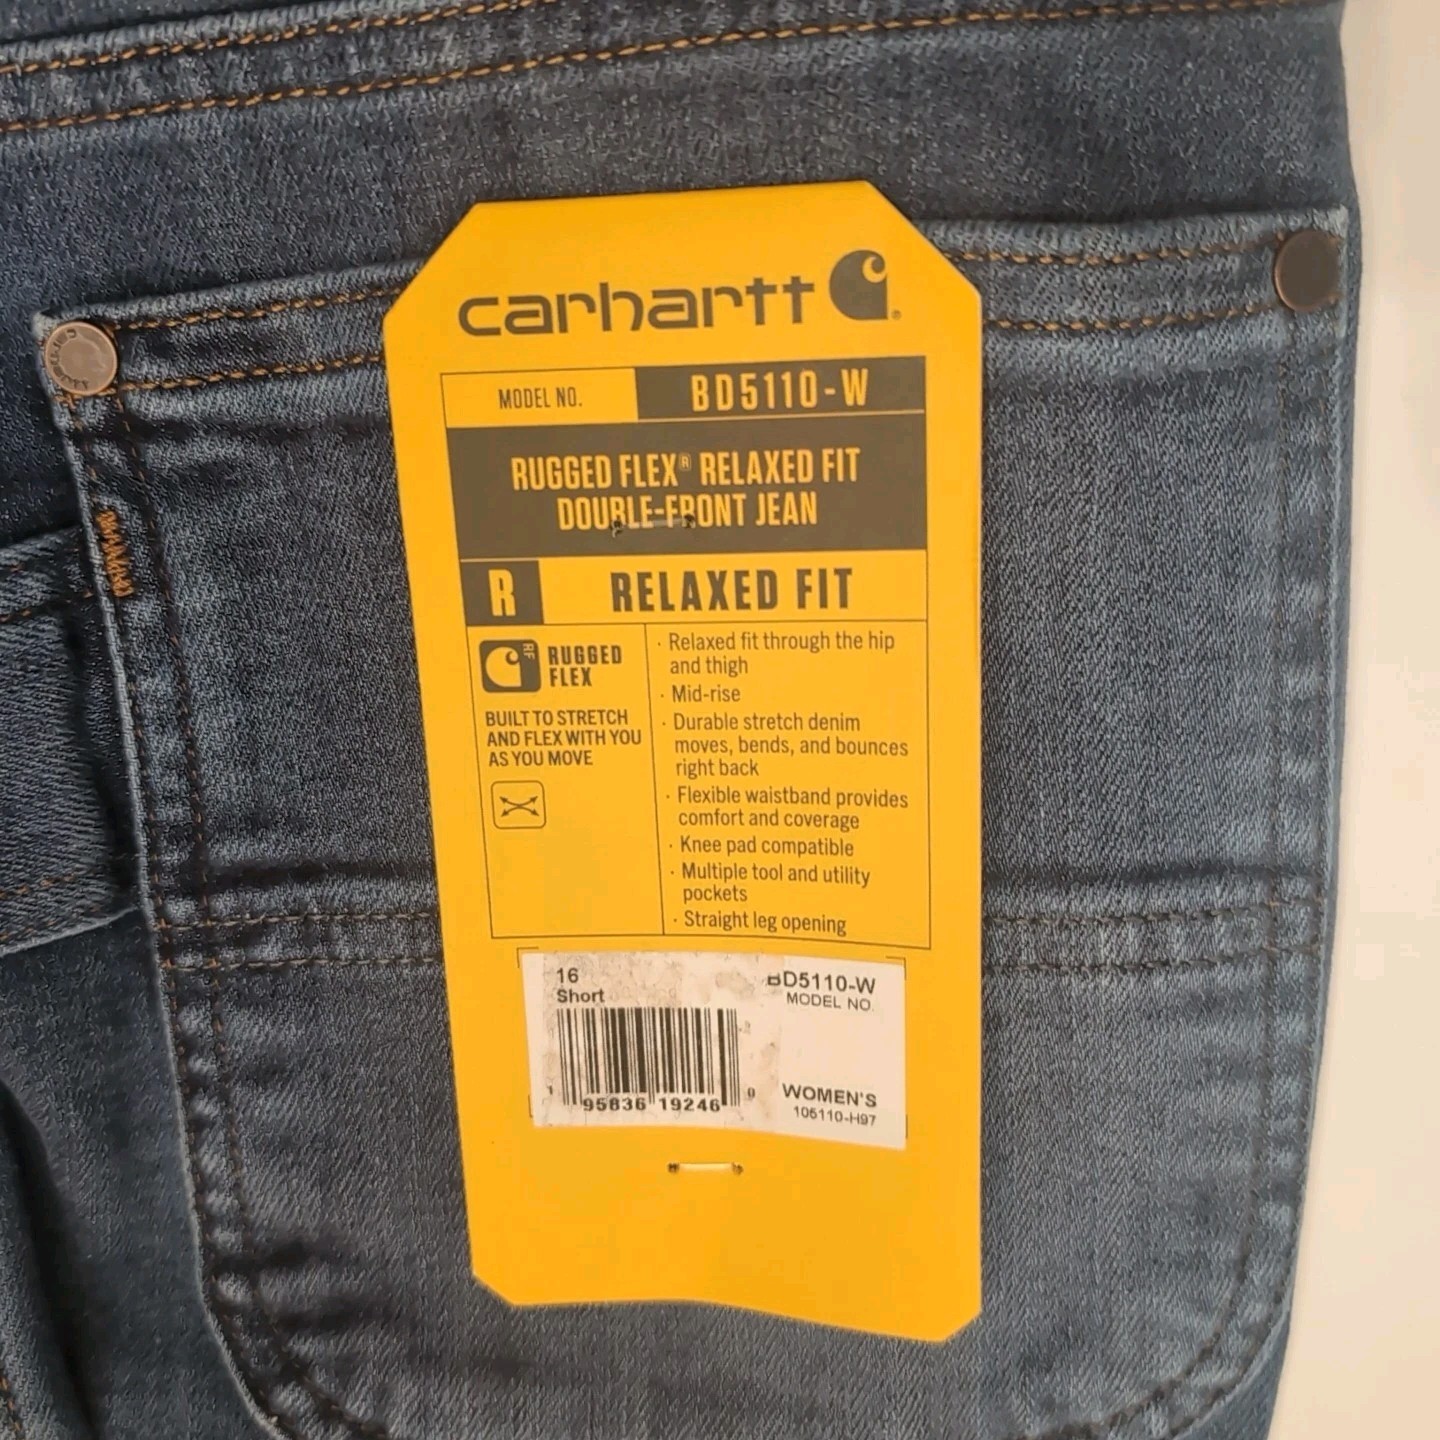 carhartt
MODEL NO. BD5110-W
RUGGED FLEX® RELAXED FIT
DOUBLE-FRONT JEAN
R RELAXED FIT
RF
RUGGED
FLEX
BUILT TO STRETCH
AND FLEX WITH YOU
AS YOU MOVE
· Relaxed fit through the hip
and thigh
· Mid-rise
· Durable stretch denim
moves, bends, and bounces
right back
· Flexible waistband provides
comfort and coverage
· Knee pad compatible
· Multiple tool and utility
pockets
· Straight leg opening
16
Short
BD5110-W
MODEL NO.
1 95836 19246 0
WOMEN'S
105110-H97